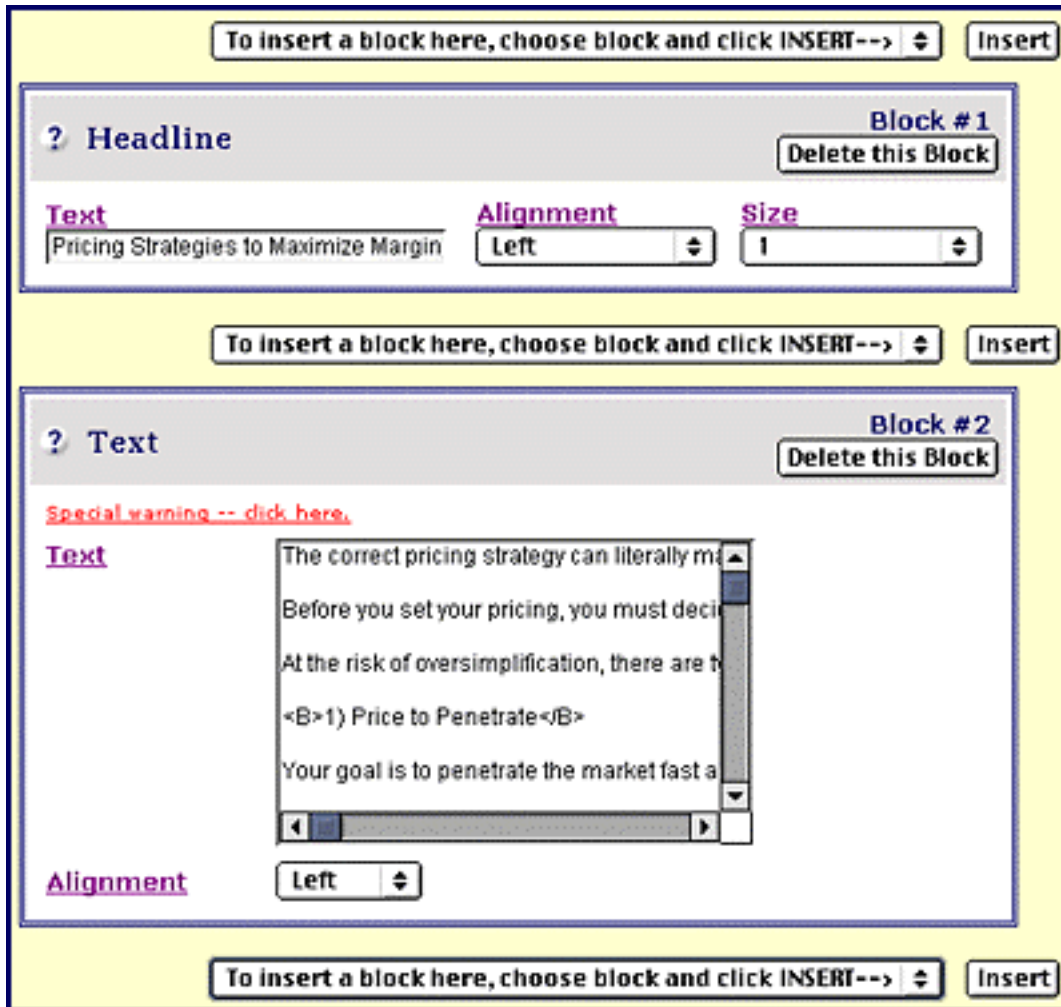 To insert a block here, choose block and click INSERT--> Insert
Block #1
? Headline
Delete this Block
Text Alignment Size
Pricing Strategies to Maximize Margin Left 1
To insert a block here, choose block and click INSERT--> Insert
Block #2
? Text
Delete this Block
Special warning -- click here.
Text
The correct pricing strategy can literally ma
Before you set your pricing, you must deci
At the risk of oversimplification, there are t
<B>1) Price to Penetrate</B>
Your goal is to penetrate the market fast a
Alignment Left
To insert a block here, choose block and click INSERT--> Insert